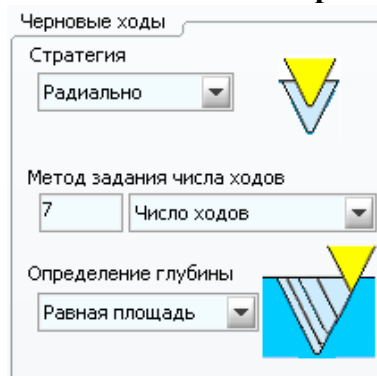 Черновые ходы
Стратегия
Радиально
Метод задания числа ходов
7 Число ходов
Определение глубины
Равная площадь